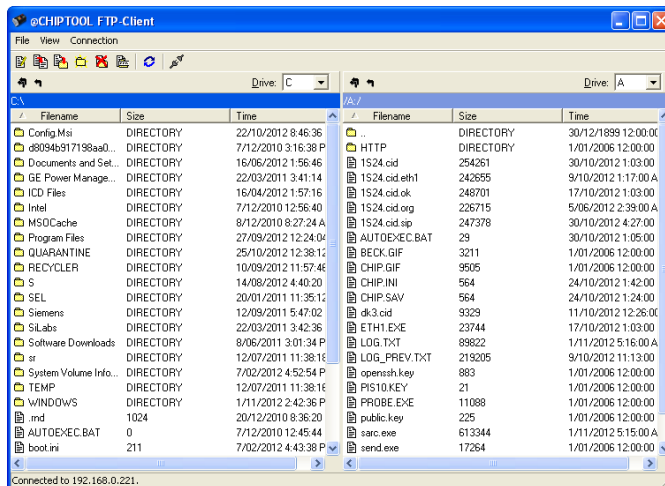 @CHIPTOOL FTP-Client
File View Connection
Drive: C
C:\
Filename Size Time
Config.Msi DIRECTORY 22/10/2012 8:46:36
d8094b917198aa0... DIRECTORY 7/12/2010 3:16:38 P
Documents and Set... DIRECTORY 16/06/2012 1:56:46
GE Power Manage... DIRECTORY 22/03/2011 3:41:14
ICD Files DIRECTORY 16/04/2012 1:57:16
Intel DIRECTORY 7/12/2010 12:56:40
MSOCache DIRECTORY 8/12/2010 8:27:24 A
Program Files DIRECTORY 27/09/2012 12:24:04
QUARANTINE DIRECTORY 25/10/2012 12:38:12
RECYCLER DIRECTORY 10/09/2012 11:57:48
S DIRECTORY 14/08/2012 4:40:20
SEL DIRECTORY 20/01/2011 11:35:12
Siemens DIRECTORY 12/09/2011 5:47:02
SiLabs DIRECTORY 22/03/2011 3:42:36
Software Downloads DIRECTORY 8/06/2011 3:01:34 P
sr DIRECTORY 12/07/2011 11:38:18
System Volume Info... DIRECTORY 7/02/2012 4:52:54 P
TEMP DIRECTORY 12/07/2011 11:38:16
WINDOWS DIRECTORY 1/11/2012 2:42:36 P
.rnd 1024 20/12/2010 8:36:20
AUTOEXEC.BAT 0 7/12/2010 12:45:44
boot.ini 211 7/02/2012 4:43:38 P
Drive: A
/A:/
Filename Size Time
.. DIRECTORY 30/12/1899 12:00:00
HTTP DIRECTORY 1/01/2006 12:00:00
1S24.cid 254261 30/10/2012 1:03:00
1S24.cid.eth1 242655 9/10/2012 1:17:00 A
1S24.cid.ok 248701 17/10/2012 1:03:00
1S24.cid.org 226715 5/06/2012 2:39:00 A
1S24.cid.sip 247378 30/10/2012 4:27:00
AUTOEXEC.BAT 29 30/10/2012 1:05:00
BECK.GIF 3211 1/01/2006 12:00:00
CHIP.GIF 9505 1/01/2006 12:00:00
CHIP.INI 564 24/10/2012 1:42:00
CHIP.SAV 564 24/10/2012 1:24:00
dk3.cid 9329 11/10/2012 12:26:00
ETH1.EXE 23744 17/10/2012 1:03:00
LOG.TXT 89822 1/11/2012 5:16:00 A
LOG_PREV.TXT 219205 9/10/2012 11:13:00
openssh.key 883 1/01/2006 12:00:00
PIS10.KEY 21 1/01/2006 12:00:00
PROBE.EXE 11088 1/01/2006 12:00:00
public.key 225 1/01/2006 12:00:00
sarc.exe 613344 1/11/2012 5:15:00 A
send.exe 17264 1/01/2006 12:00:00
Connected to 192.168.0.221.